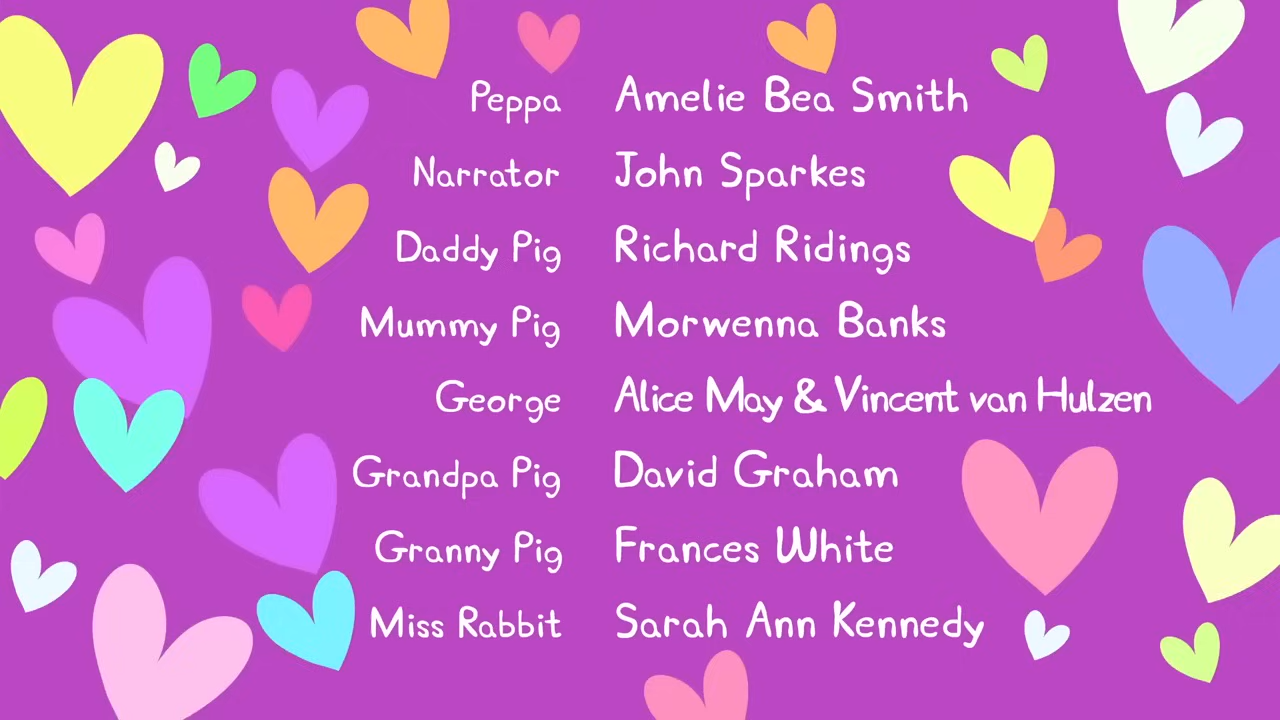 Peppa Amelie Bea Smith
Narrator John Sparkes
Daddy Pig Richard Ridings
Mummy Pig Morwenna Banks
George Alice May & Vincent van Hulzen
Grandpa Pig David Graham
Granny Pig Frances White
Miss Rabbit Sarah Ann Kennedy